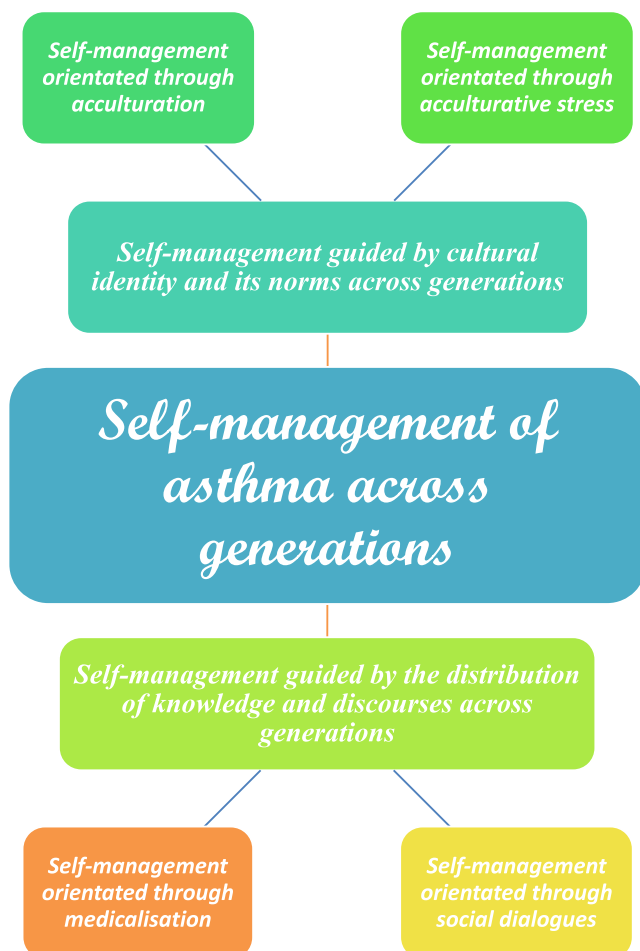 Self-management
orientated through
acculturation
Self-management
orientated through
acculturative stress
Self-management guided by cultural
identity and its norms across generations
Self-management of
asthma across
generations
Self-management guided by the distribution
of knowledge and discourses across
generations
Self-management
orientated through
medicalisation
Self-management
orientated through
social dialogues